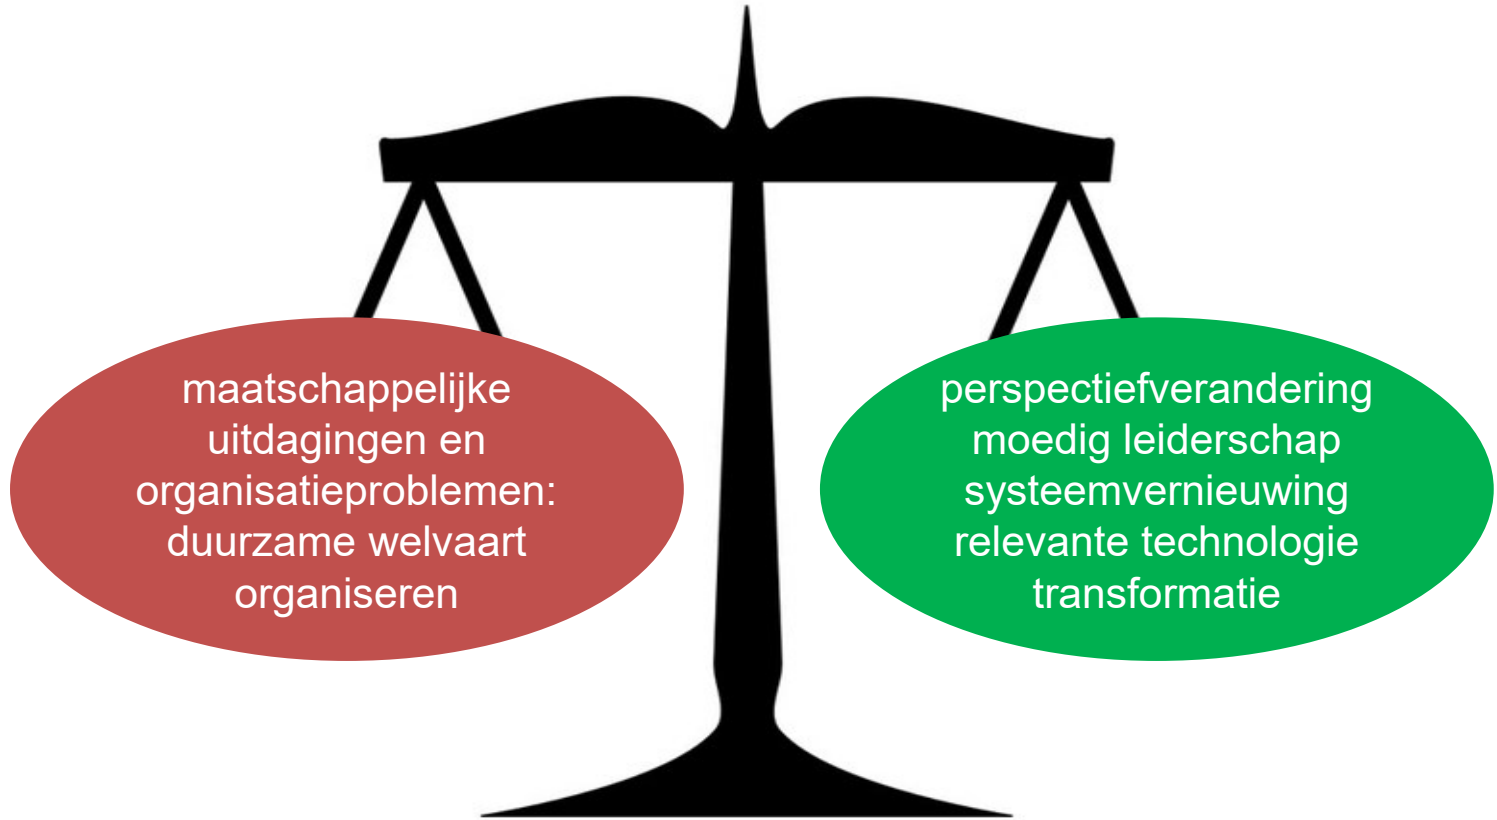 maatschappelijke
uitdagingen en
organisatieproblemen:
duurzame welvaart
organiseren
perspectiefverandering
moedig leiderschap
systeemvernieuwing
relevante technologie
transformatie